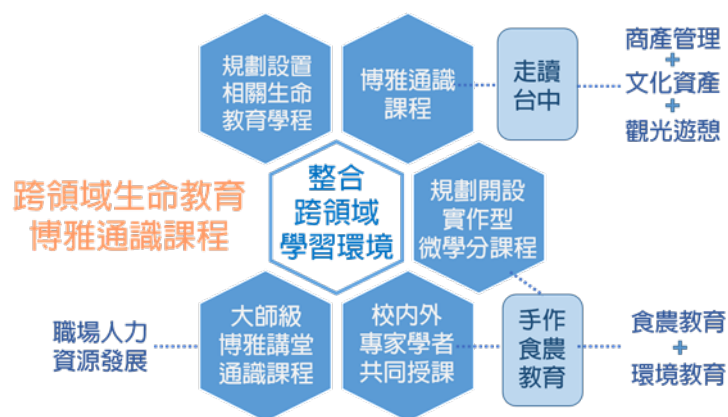 規劃設置
相關生命
教育學程
博雅通識
課程
走讀
台中
商產管理
+
文化資產
+
觀光遊憩
跨領域生命教育
博雅通識課程
整合
跨領域
學習環境
規劃開設
實作型
微學分課程
職場人力
資源發展
大師級
博雅講堂
通識課程
校內外
專家學者
共同授課
手作
食農
教育
食農教育
+
環境教育